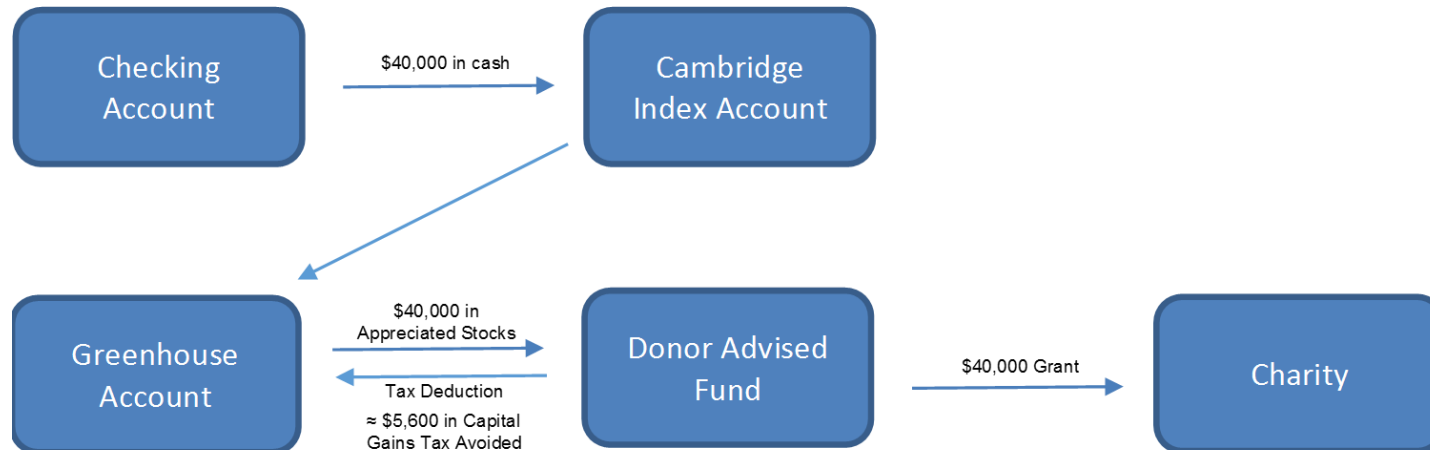 Checking
Account
$40,000 in cash
Cambridge
Index Account
Greenhouse
Account
$40,000 in
Appreciated Stocks
Tax Deduction
≈ $5,600 in Capital
Gains Tax Avoided
Donor Advised
Fund
$40,000 Grant
Charity